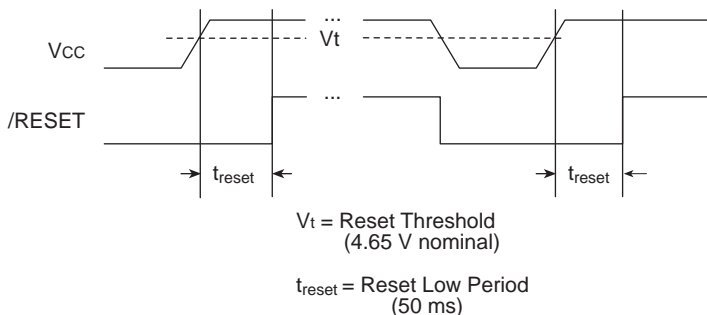 ...
...
Vt
Vcc
...
...
/RESET
treset
treset
Vt = Reset Threshold
(4.65 V nominal)
treset = Reset Low Period
(50 ms)